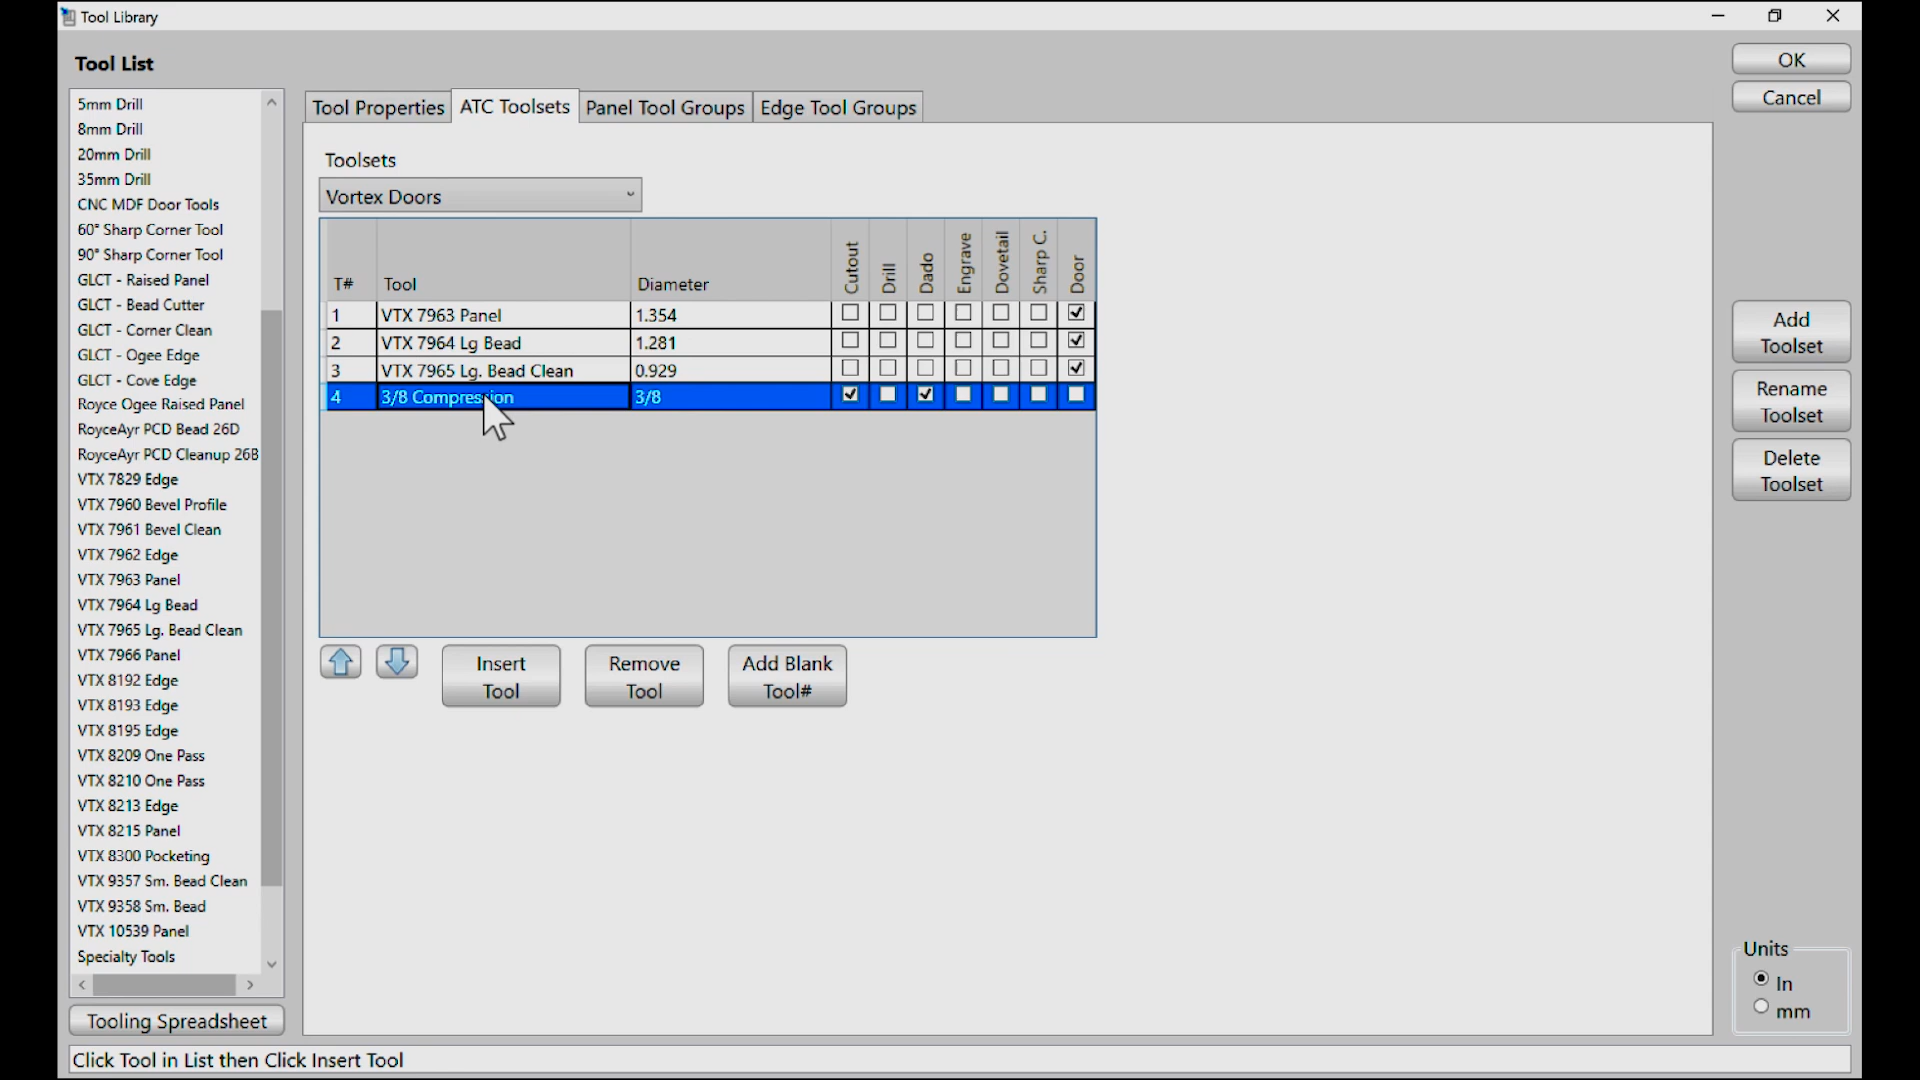 Tool Library
Tool List
5mm Drill
8mm Drill
20mm Drill
35mm Drill
CNC MDF Door Tools
60° Sharp Corner Tool
90° Sharp Corner Tool
GLCT - Raised Panel
GLCT - Bead Cutter
GLCT - Corner Clean
GLCT - Ogee Edge
GLCT - Cove Edge
Royce Ogee Raised Panel
RoyceAyr PCD Bead 26D
RoyceAyr PCD Cleanup 26B
VTX 7829 Edge
VTX 7960 Bevel Profile
VTX 7961 Bevel Clean
VTX 7962 Edge
VTX 7963 Panel
VTX 7964 Lg Bead
VTX 7965 Lg. Bead Clean
VTX 7966 Panel
VTX 8192 Edge
VTX 8193 Edge
VTX 8195 Edge
VTX 8209 One Pass
VTX 8210 One Pass
VTX 8213 Edge
VTX 8215 Panel
VTX 8300 Pocketing
VTX 9357 Sm. Bead Clean
VTX 9358 Sm. Bead
VTX 10539 Panel
Specialty Tools
Tooling Spreadsheet
Tool Properties ATC Toolsets Panel Tool Groups Edge Tool Groups
Toolsets
Vortex Doors
T# Tool Diameter Cutout Drill Dado Engrave Dovetail Sharp C. Door
1 VTX 7963 Panel 1.354
2 VTX 7964 Lg Bead 1.281
3 VTX 7965 Lg. Bead Clean 0.929
4 3/8 Compression 3/8
Insert
Tool
Remove
Tool
Add Blank
Tool#
OK
Cancel
Add
Toolset
Rename
Toolset
Delete
Toolset
Units
In
mm
Click Tool in List then Click Insert Tool